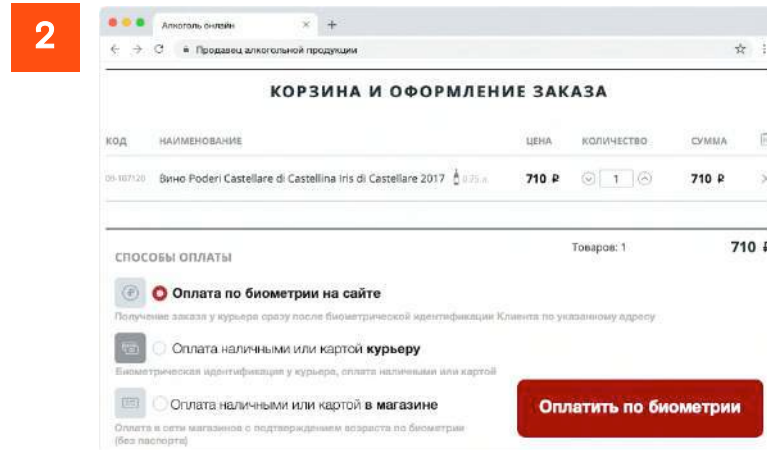 2
Алкоголь онлайн
Продавец алкогольной продукции
КОРЗИНА И ОФОРМЛЕНИЕ ЗАКАЗА
КОД НАИМЕНОВАНИЕ ЦЕНА КОЛИЧЕСТВО СУММА
09-107120 Вино Poderi Castellare di Castellina Iris di Castellare 2017 0.75 л. 710 ₽ 1 710 ₽
СПОСОБЫ ОПЛАТЫ Товаров: 1 710 ₽
Оплата по биометрии на сайте
Получение заказа у курьера сразу после биометрической идентификации Клиента по указанному адресу
Оплата наличными или картой курьеру
Биометрическая идентификация у курьера, оплата наличными или картой
Оплата наличными или картой в магазине
Оплатить по биометрии
Оплата в сети магазинов с подтверждением возраста по биометрии
(без паспорта)